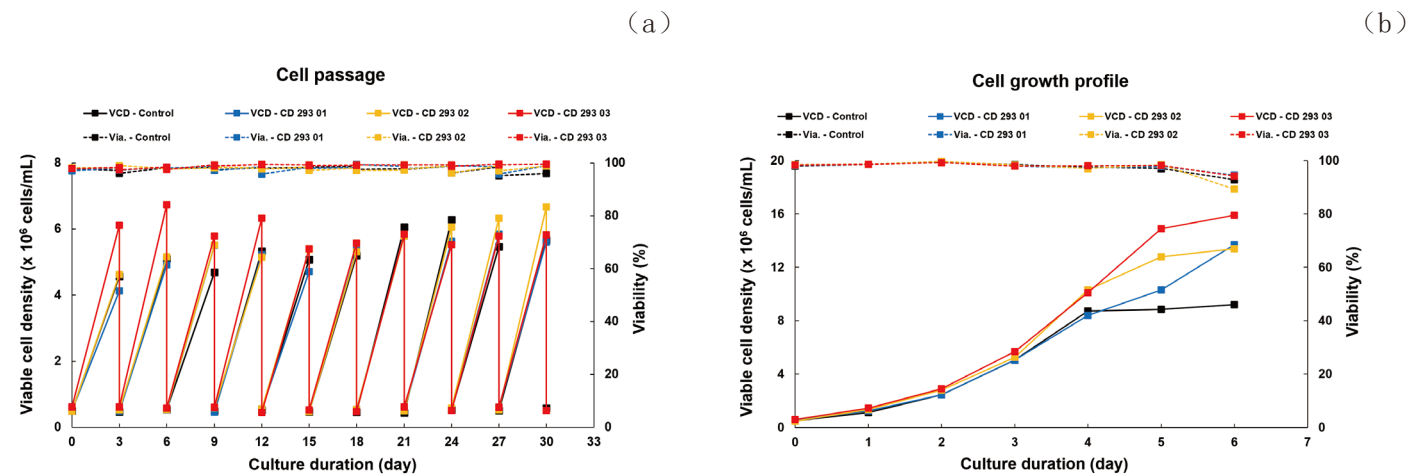 （a）
Cell passage
VCD - Control VCD - CD 293 01 VCD - CD 293 02 VCD - CD 293 03
Via. - Control Via. - CD 293 01 Via. - CD 293 02 Via. - CD 293 03
8
6
4
2
0
100
80
60
40
20
0
0 3 6 9 12 15 18 21 24 27 30 33
Viable cell density (x 10⁶ cells/mL)
Viability (%)
Culture duration (day)
（b）
Cell growth profile
VCD - Control VCD - CD 293 01 VCD - CD 293 02 VCD - CD 293 03
Via. - Control Via. - CD 293 01 Via. - CD 293 02 Via. - CD 293 03
20
16
12
8
4
0
100
80
60
40
20
0
0 1 2 3 4 5 6 7
Viable cell density (x 10⁶ cells/mL)
Viability (%)
Culture duration (day)